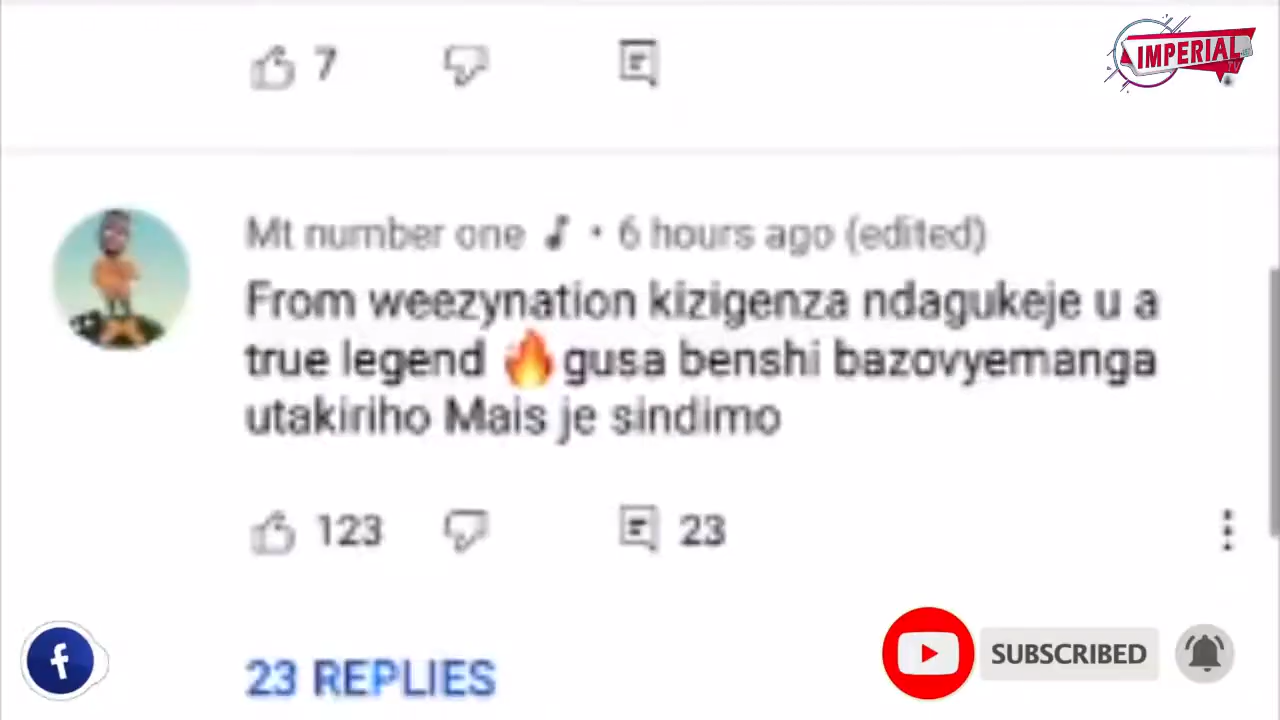 7
IMPERIAL
TV
Mt number one • 6 hours ago (edited)
From weezynation kizigenza ndagukeje u a
true legend 🔥gusa benshi bazovyemanga
utakiriho Mais je sindimo
123
23
23 REPLIES
SUBSCRIBED